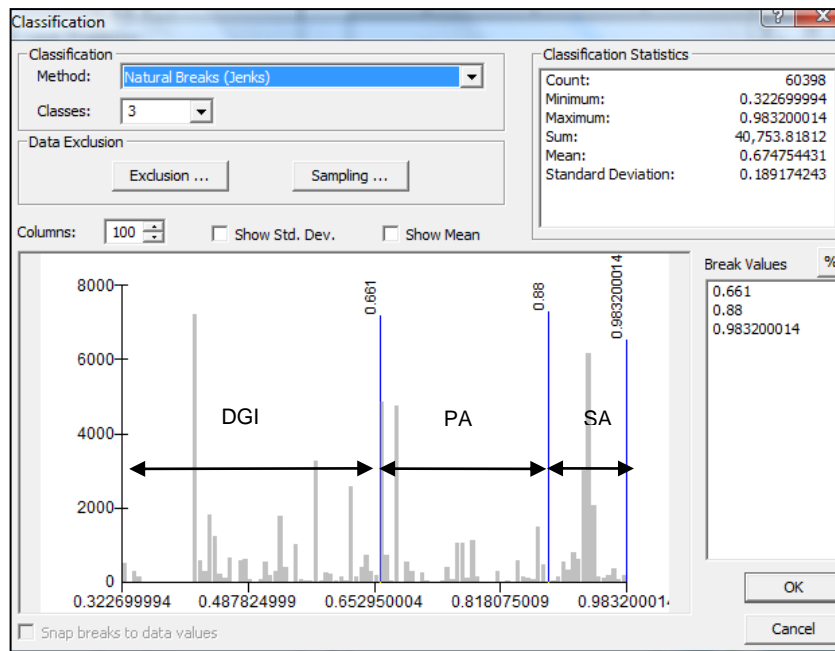 Classification
Classification
Method: Natural Breaks (Jenks)
Classes: 3
Data Exclusion
Exclusion ...
Sampling ...
Classification Statistics
Count: 60398
Minimum: 0.322699994
Maximum: 0.983200014
Sum: 40,753.81812
Mean: 0.674754431
Standard Deviation: 0.189174243
Columns: 100
Show Std. Dev.
Show Mean
Break Values
%
0.661
0.88
0.983200014
8000
6000
4000
2000
0
0.661
0.88
0.983200014
DGI
PA
SA
0.322699994
0.487824999
0.652950004
0.818075009
0.983200014
Snap breaks to data values
OK
Cancel